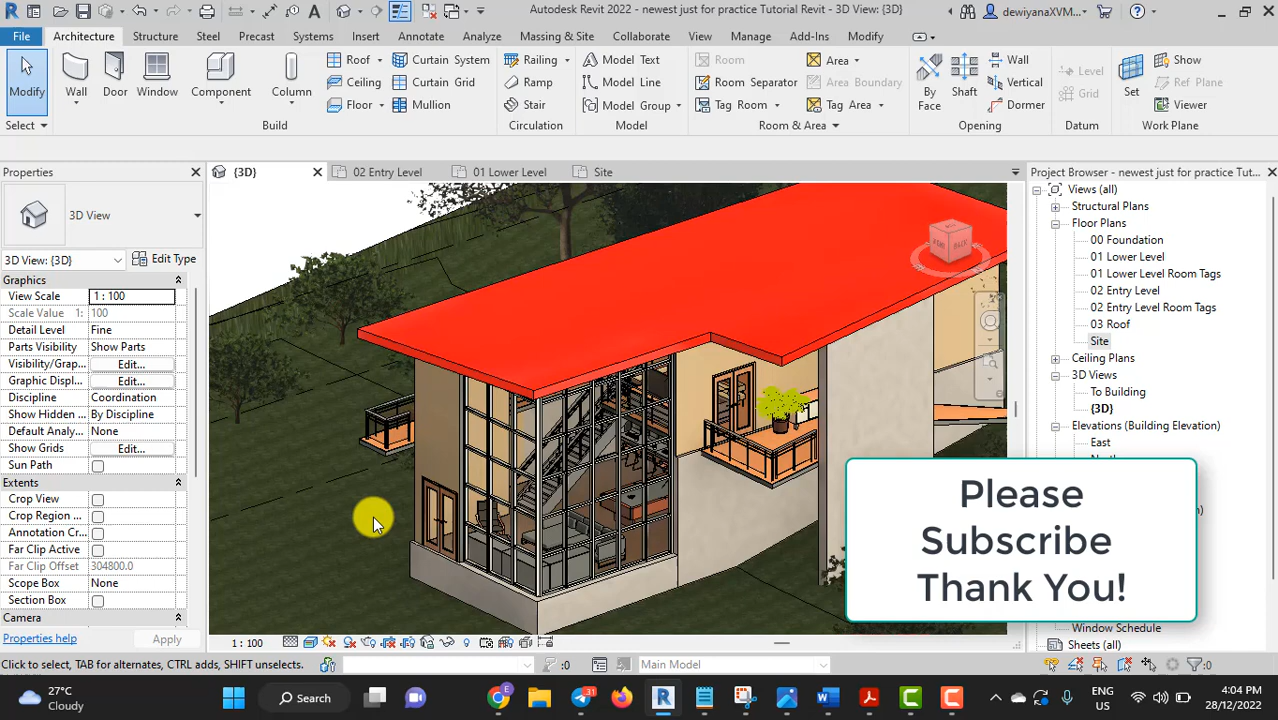 Autodesk Revit 2022 - newest just for practice Tutorial Revit - 3D View: {3D}
dewiyanaXVM...
File Architecture Structure Steel Precast Systems Insert Annotate Analyze Massing & Site Collaborate View Manage Add-Ins Modify
Modify
Wall
Door
Window
Component
Column
Roof
Ceiling
Floor
Curtain System
Curtain Grid
Mullion
Railing
Ramp
Stair
Model Text
Model Line
Model Group
Room
Room Separator
Tag Room
Area
Area Boundary
Tag Area
By
Face
Shaft
Wall
Vertical
Dormer
Level
Grid
Set
Show
Ref Plane
Viewer
Select
Build
Circulation
Model
Room & Area
Opening
Datum
Work Plane
Properties
3D View
3D View: {3D}
Edit Type
Graphics
View Scale 1 : 100
Scale Value 1: 100
Detail Level Fine
Parts Visibility Show Parts
Visibility/Grap... Edit...
Graphic Displ... Edit...
Discipline Coordination
Show Hidden ... By Discipline
Default Analy... None
Show Grids Edit...
Sun Path
Extents
Crop View
Crop Region ...
Annotation Cr...
Far Clip Active
Far Clip Offset 304800.0
Scope Box None
Section Box
Camera
Properties help
Apply
{3D}
02 Entry Level
01 Lower Level
Site
BACK
Please
Subscribe
Thank You!
1 : 100
Project Browser - newest just for practice Tut...
Views (all)
Structural Plans
Floor Plans
00 Foundation
01 Lower Level
01 Lower Level Room Tags
02 Entry Level
02 Entry Level Room Tags
03 Roof
Site
Ceiling Plans
3D Views
To Building
{3D}
Elevations (Building Elevation)
East
Window Schedule
Sheets (all)
Click to select, TAB for alternates, CTRL adds, SHIFT unselects.
:0
Main Model
:0
27°C
Cloudy
Search
31
ENG
US
4:04 PM
28/12/2022